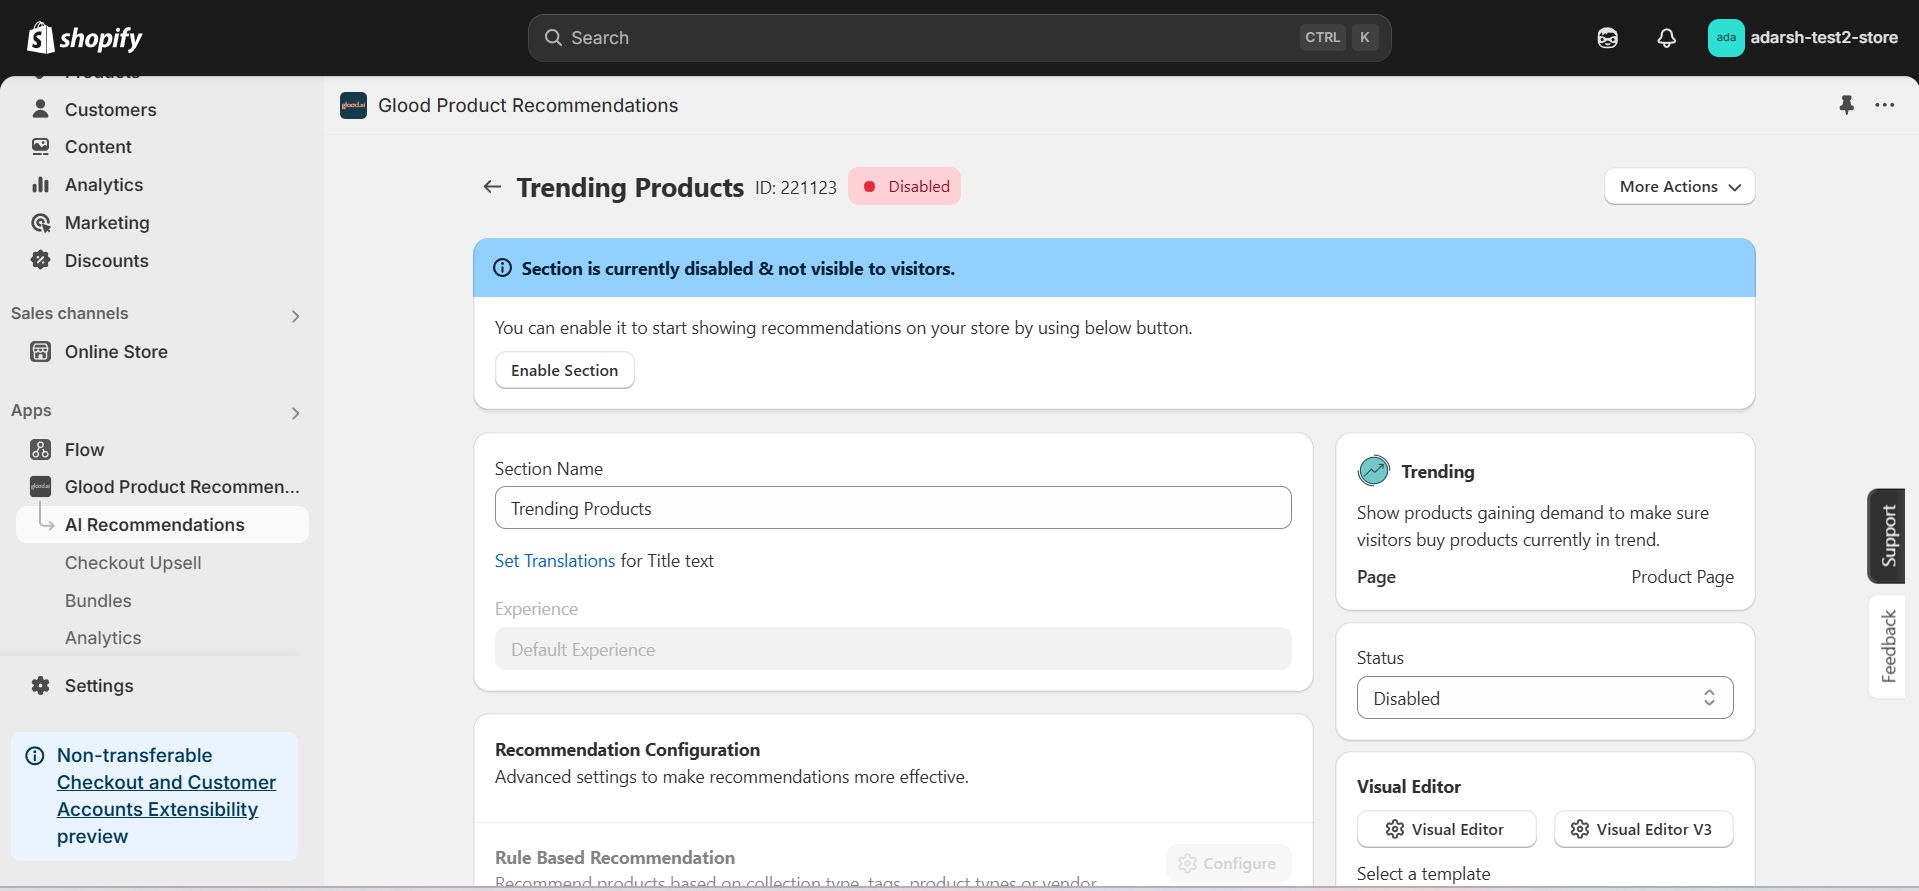 shopify
Search
CTRL K
ada
adarsh-test2-store
Products
Customers
Content
Analytics
Marketing
Discounts
Sales channels
Online Store
Apps
Flow
Glood Product Recommen...
AI Recommendations
Checkout Upsell
Bundles
Analytics
Settings
Non-transferable
Checkout and Customer
Accounts Extensibility
preview
glood.ai
Glood Product Recommendations
Trending Products ID: 221123 Disabled
More Actions
Section is currently disabled & not visible to visitors.
You can enable it to start showing recommendations on your store by using below button.
Enable Section
Section Name
Trending Products
Set Translations for Title text
Experience
Default Experience
Recommendation Configuration
Advanced settings to make recommendations more effective.
Rule Based Recommendation
Configure
Recommend products based on collection type, tags, product types or vendor
Trending
Show products gaining demand to make sure
visitors buy products currently in trend.
Page Product Page
Status
Disabled
Visual Editor
Visual Editor
Visual Editor V3
Select a template
Support
Feedback